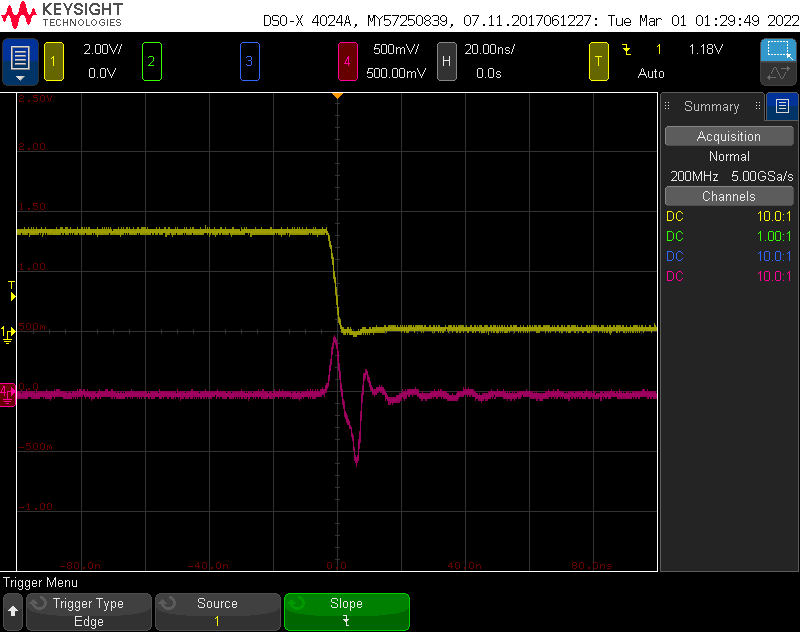 KEYSIGHT
TECHNOLOGIES
DSO-X 4024A, MY57250839, 07.11.2017061227: Tue Mar 01 01:29:49 2022
1
2.00V/
0.0V
2
3
4
500mV/
500.00mV
H
20.00ns/
0.0s
T
1
1.18V
Auto
2.50V
2.00
1.50
1.00
500m
0.0
-500m
-1.00
T
1
4
-80.0n
-40.0n
0.0
40.0n
80.0ns
Summary
Acquisition
Normal
200MHz 5.00GSa/s
Channels
DC 10.0:1
DC 1.00:1
DC 10.0:1
DC 10.0:1
Trigger Menu
Trigger Type
Edge
Source
1
Slope